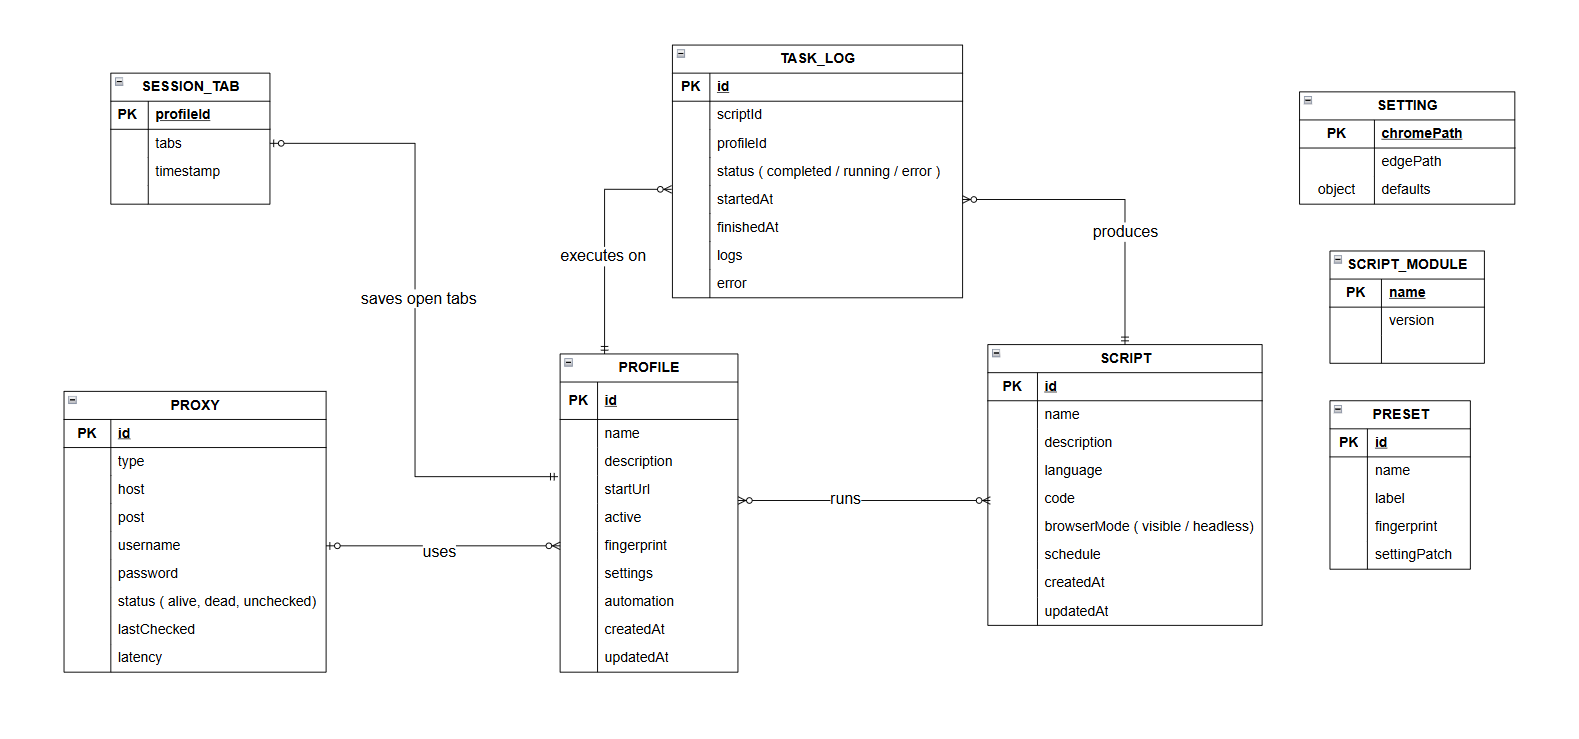 SESSION_TAB
PK profileId
tabs
timestamp
TASK_LOG
PK id
scriptId
profileId
status ( completed / running / error )
startedAt
finishedAt
logs
error
SETTING
PK chromePath
edgePath
object defaults
SCRIPT_MODULE
PK name
version
PRESET
PK id
name
label
fingerprint
settingPatch
executes on
produces
saves open tabs
PROXY
PK id
type
host
post
username
password
status ( alive, dead, unchecked)
lastChecked
latency
uses
PROFILE
PK id
name
description
startUrl
active
fingerprint
settings
automation
createdAt
updatedAt
runs
SCRIPT
PK id
name
description
language
code
browserMode ( visible / headless)
schedule
createdAt
updatedAt